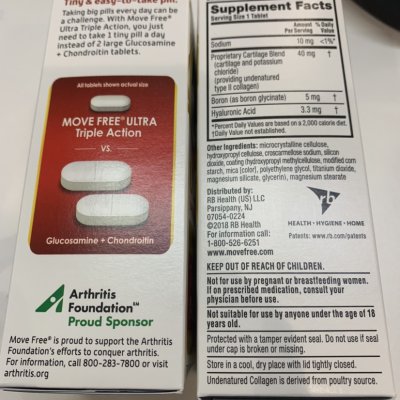 Tiny & easy-to-take pill.
Taking big pills every day can be
a challenge. With Move Free®
Ultra Triple Action, you just
need to take 1 tiny pill a day
instead of 2 large Glucosamine
+ Chondroitin tablets.
All tablets shown actual size
MOVE FREE® ULTRA
Triple Action
VS.
Glucosamine + Chondroitin
Arthritis
Foundation℠
Proud Sponsor
Move Free® is proud to support the Arthritis
Foundation's efforts to conquer arthritis.
For information, call 800-283-7800 or visit
arthritis.org
Supplement Facts
Serving Size 1 Tablet
Amount Per Serving % Daily Value
Sodium 10 mg <1%*
Proprietary Cartilage Blend 40 mg †
(cartilage and potassium
chloride)
(providing undenatured
type II collagen)
Boron (as boron glycinate) 5 mg †
Hyaluronic Acid 3.3 mg †
*Percent Daily Values are based on a 2,000 calorie diet.
†Daily Value not established.
Other Ingredients: microcrystalline cellulose,
hydroxypropyl cellulose, croscarmellose sodium, silicon
dioxide, coating (hydroxypropyl methylcellulose, modified corn
starch, mica [color], polyethylene glycol, titanium dioxide,
magnesium silicate, glycerin), magnesium stearate
Distributed by:
RB Health (US) LLC
Parsippany, NJ
07054-0224
©2018 RB Health
For information call:
1-800-526-6251
www.movefree.com
rb
HEALTH • HYGIENE • HOME
Patents: www.rb.com/patents
KEEP OUT OF REACH OF CHILDREN.
Not for use by pregnant or breastfeeding women.
If on prescribed medication, consult your
physician before use.
Not suitable for use by anyone under the age of 18
years old.
Protected with a tamper evident seal. Do not use if
seal under cap is broken or missing.
Store in a cool, dry place with lid tightly closed.
Undenatured Collagen is derived from poultry source.